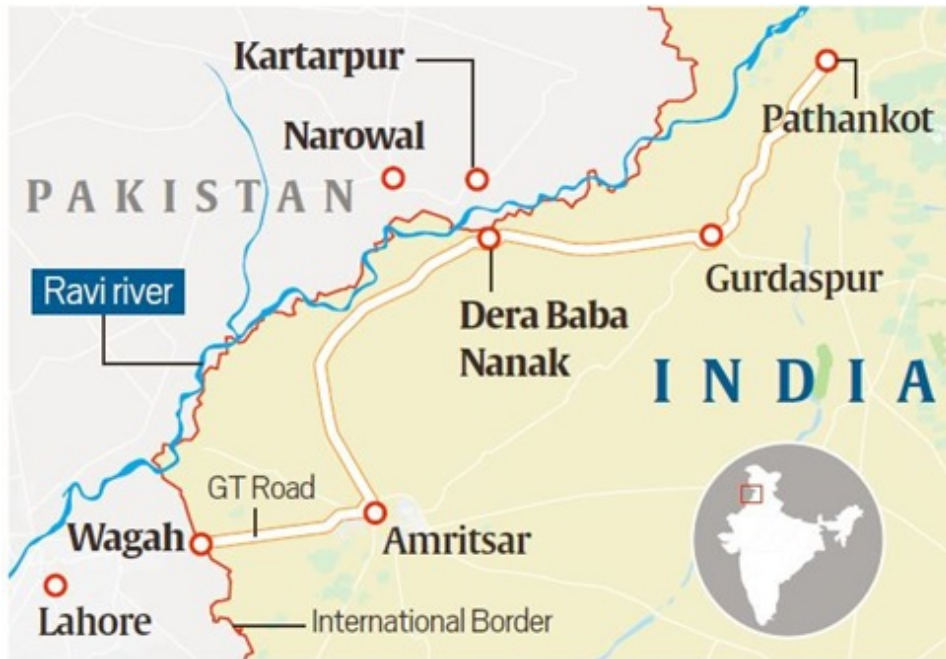 Kartarpur
Pathankot
Narowal
PAKISTAN
Ravi river
Gurdaspur
Dera Baba
Nanak
INDIA
GT Road
Wagah
Amritsar
Lahore
International Border